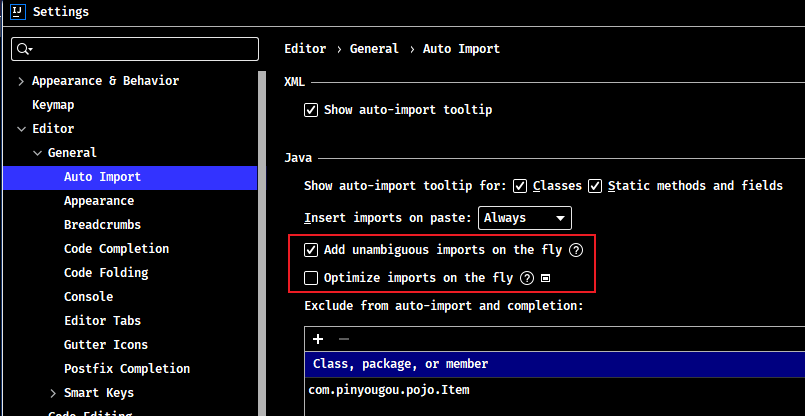 IJ Settings
Editor › General › Auto Import
Appearance & Behavior
Keymap
Editor
General
Auto Import
Appearance
Breadcrumbs
Code Completion
Code Folding
Console
Editor Tabs
Gutter Icons
Postfix Completion
Smart Keys
Code Editing
XML
Show auto-import tooltip
Java
Show auto-import tooltip for: Classes Static methods and fields
Insert imports on paste: Always
Add unambiguous imports on the fly ?
Optimize imports on the fly ?
Exclude from auto-import and completion:
+ −
Class, package, or member
com.pinyougou.pojo.Item